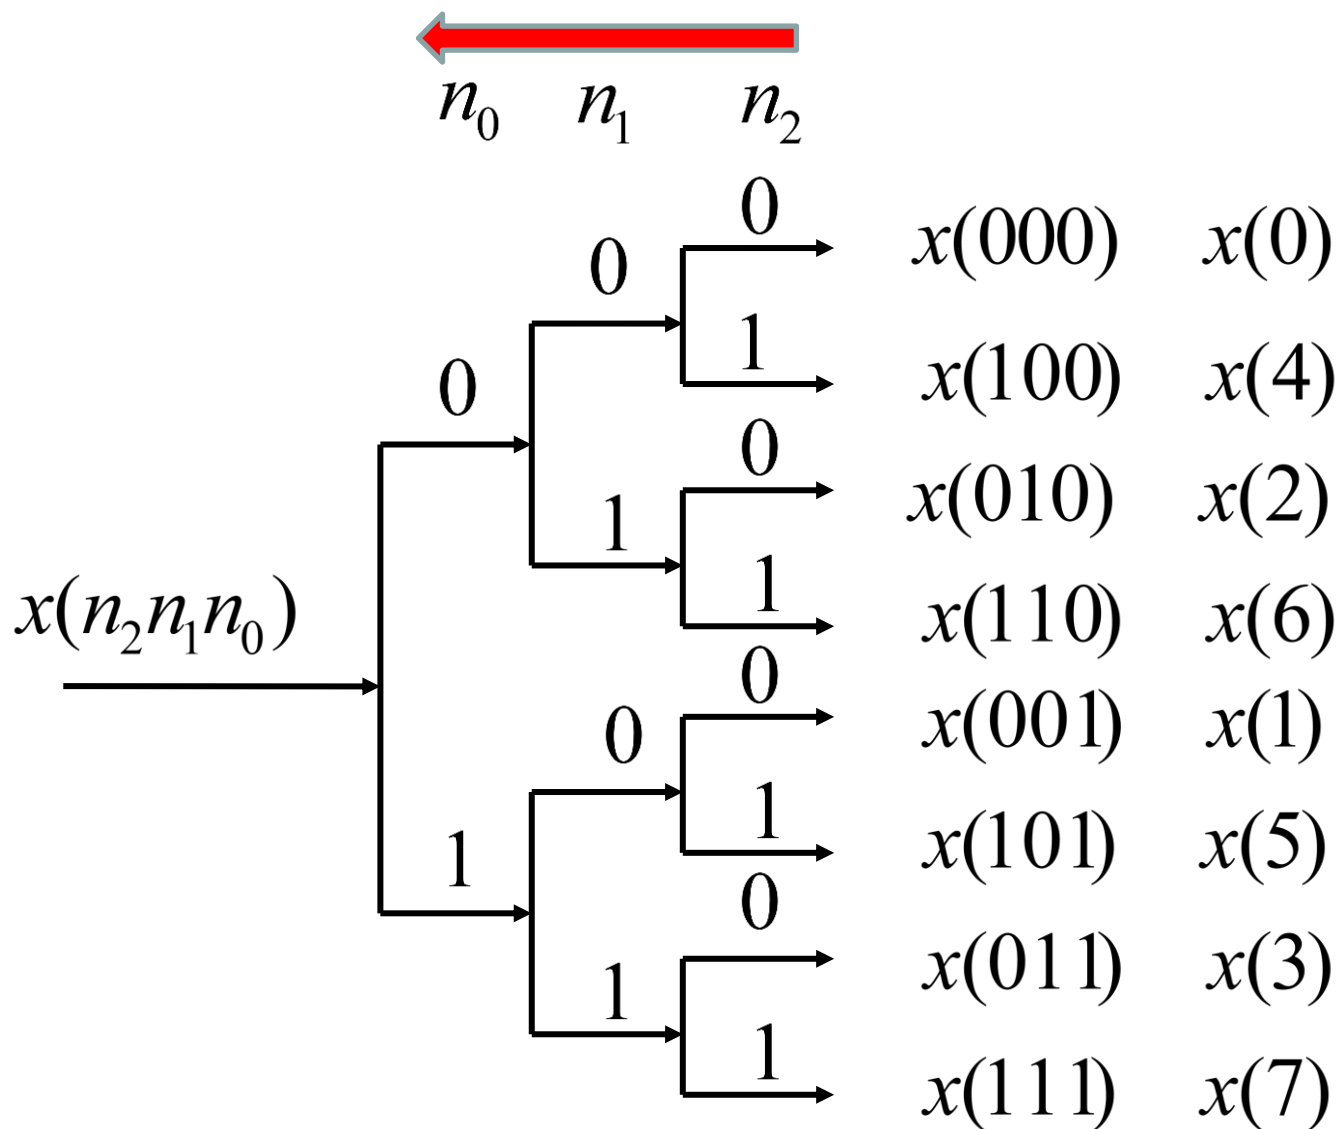 n₀ n₁ n₂
0
0
x(000) x(0)
1
x(100) x(4)
0
0
x(010) x(2)
1
1
x(110) x(6)
x(n₂n₁n₀)
0
0
x(001) x(1)
1
x(101) x(5)
1
0
x(011) x(3)
1
1
x(111) x(7)